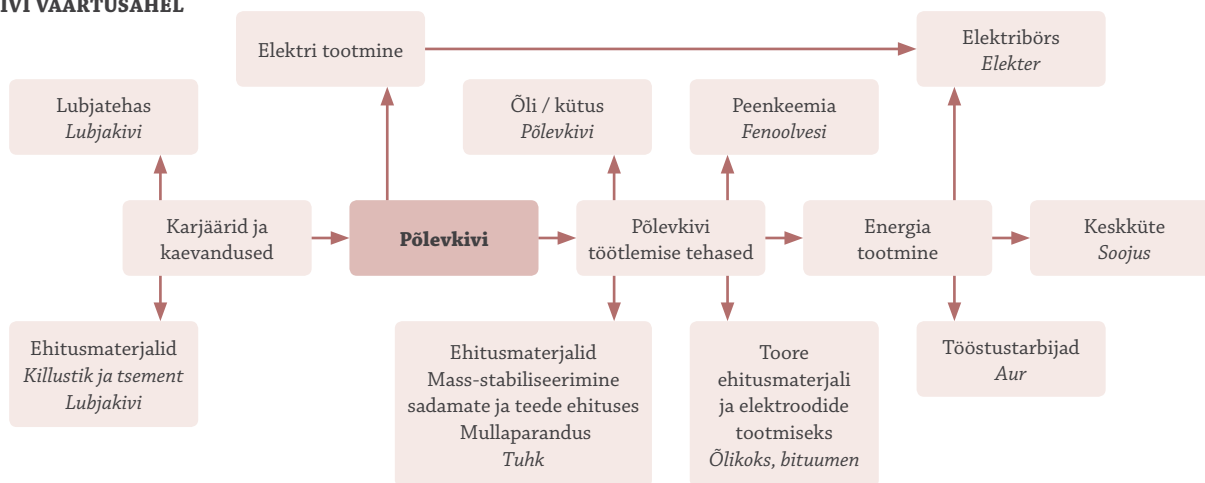 IVI VÄÄRTUSAHEL
Elektri tootmine
Elektribörs
Elekter
Lubjatehas
Lubjakivi
Õli / kütus
Põlevkivi
Peenkeemia
Fenoolvesi
Karjäärid ja
kaevandused
Põlevkivi
Põlevkivi
töötlemise tehased
Energia
tootmine
Keskküte
Soojus
Ehitusmaterjalid
Killustik ja tsement
Lubjakivi
Ehitusmaterjalid
Mass-stabiliseerimine
sadamate ja teede ehituses
Mullaparandus
Tuhk
Toore
ehitusmaterjali
ja elektroodide
tootmiseks
Õlikoks, bituumen
Tööstustarbijad
Aur